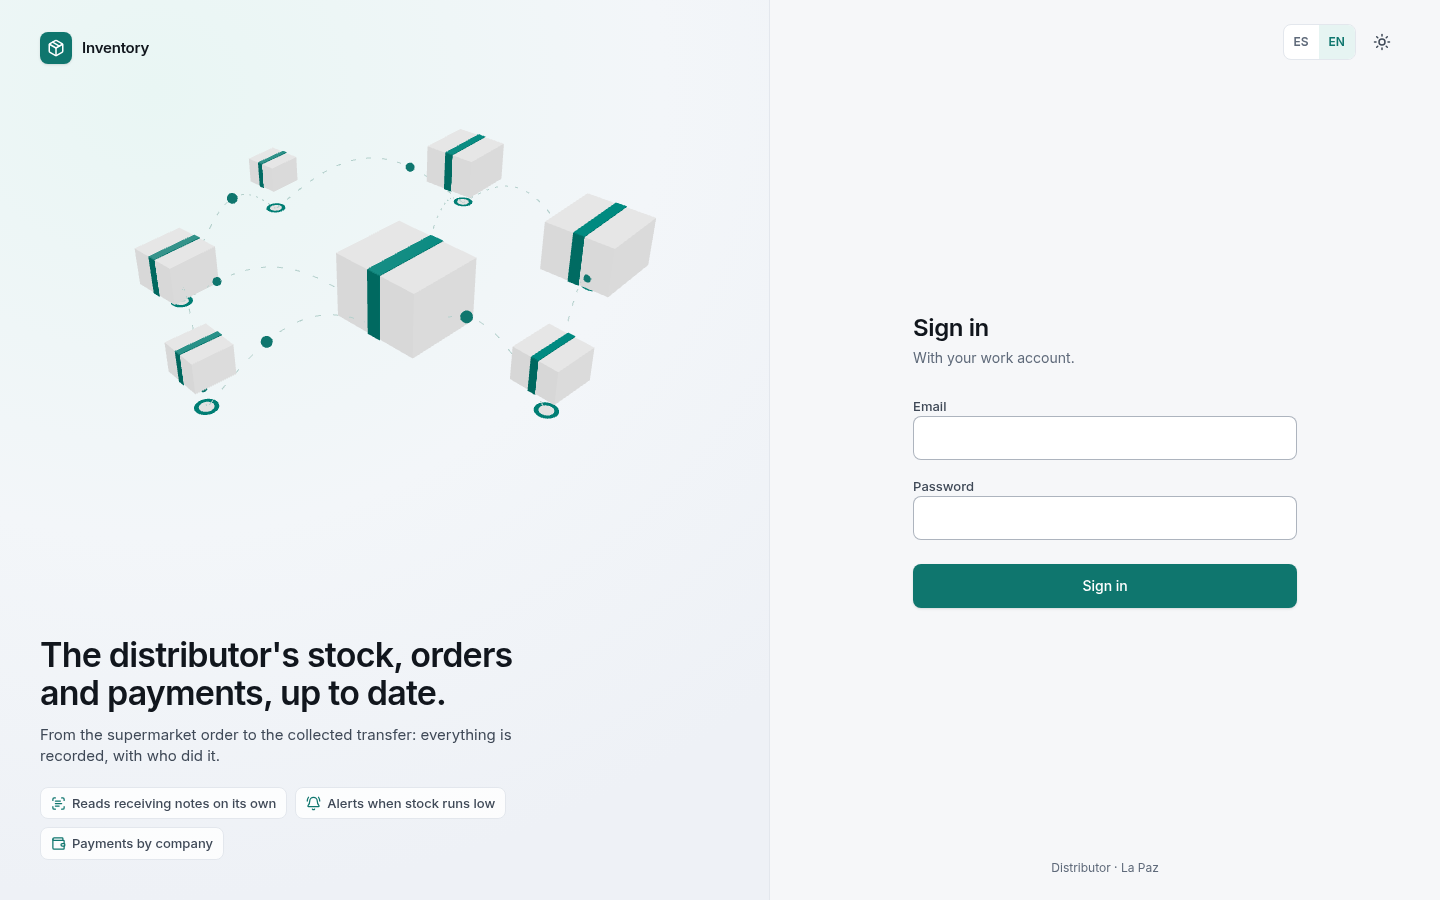 Inventory
ES EN
The distributor's stock, orders
and payments, up to date.
From the supermarket order to the collected transfer: everything is
recorded, with who did it.
Reads receiving notes on its own
Alerts when stock runs low
Payments by company
Sign in
With your work account.
Email
Password
Sign in
Distributor · La Paz